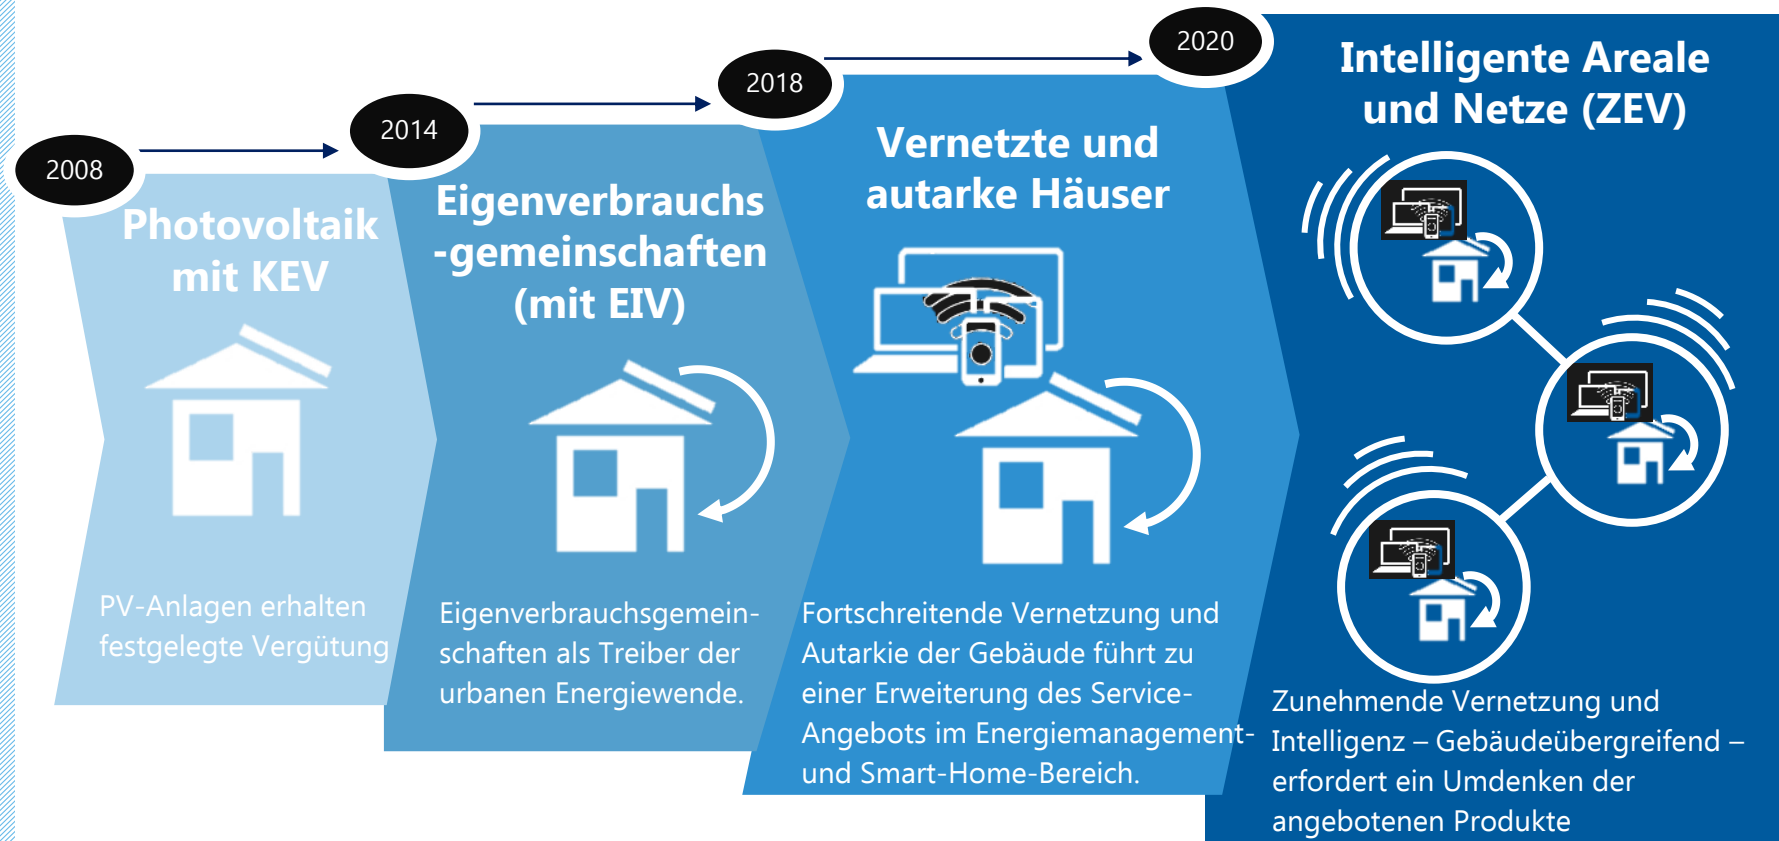 2008
2014
2018
2020
Photovoltaik
mit KEV
PV-Anlagen erhalten
festgelegte Vergütung
Eigenverbrauchs
-gemeinschaften
(mit EIV)
Eigenverbrauchsgemein-
schaften als Treiber der
urbanen Energiewende.
Vernetzte und
autarke Häuser
Fortschreitende Vernetzung und
Autarkie der Gebäude führt zu
einer Erweiterung des Service-
Angebots im Energiemanagement-
und Smart-Home-Bereich.
Intelligente Areale
und Netze (ZEV)
Zunehmende Vernetzung und
Intelligenz – Gebäudeübergreifend –
erfordert ein Umdenken der
angebotenen Produkte